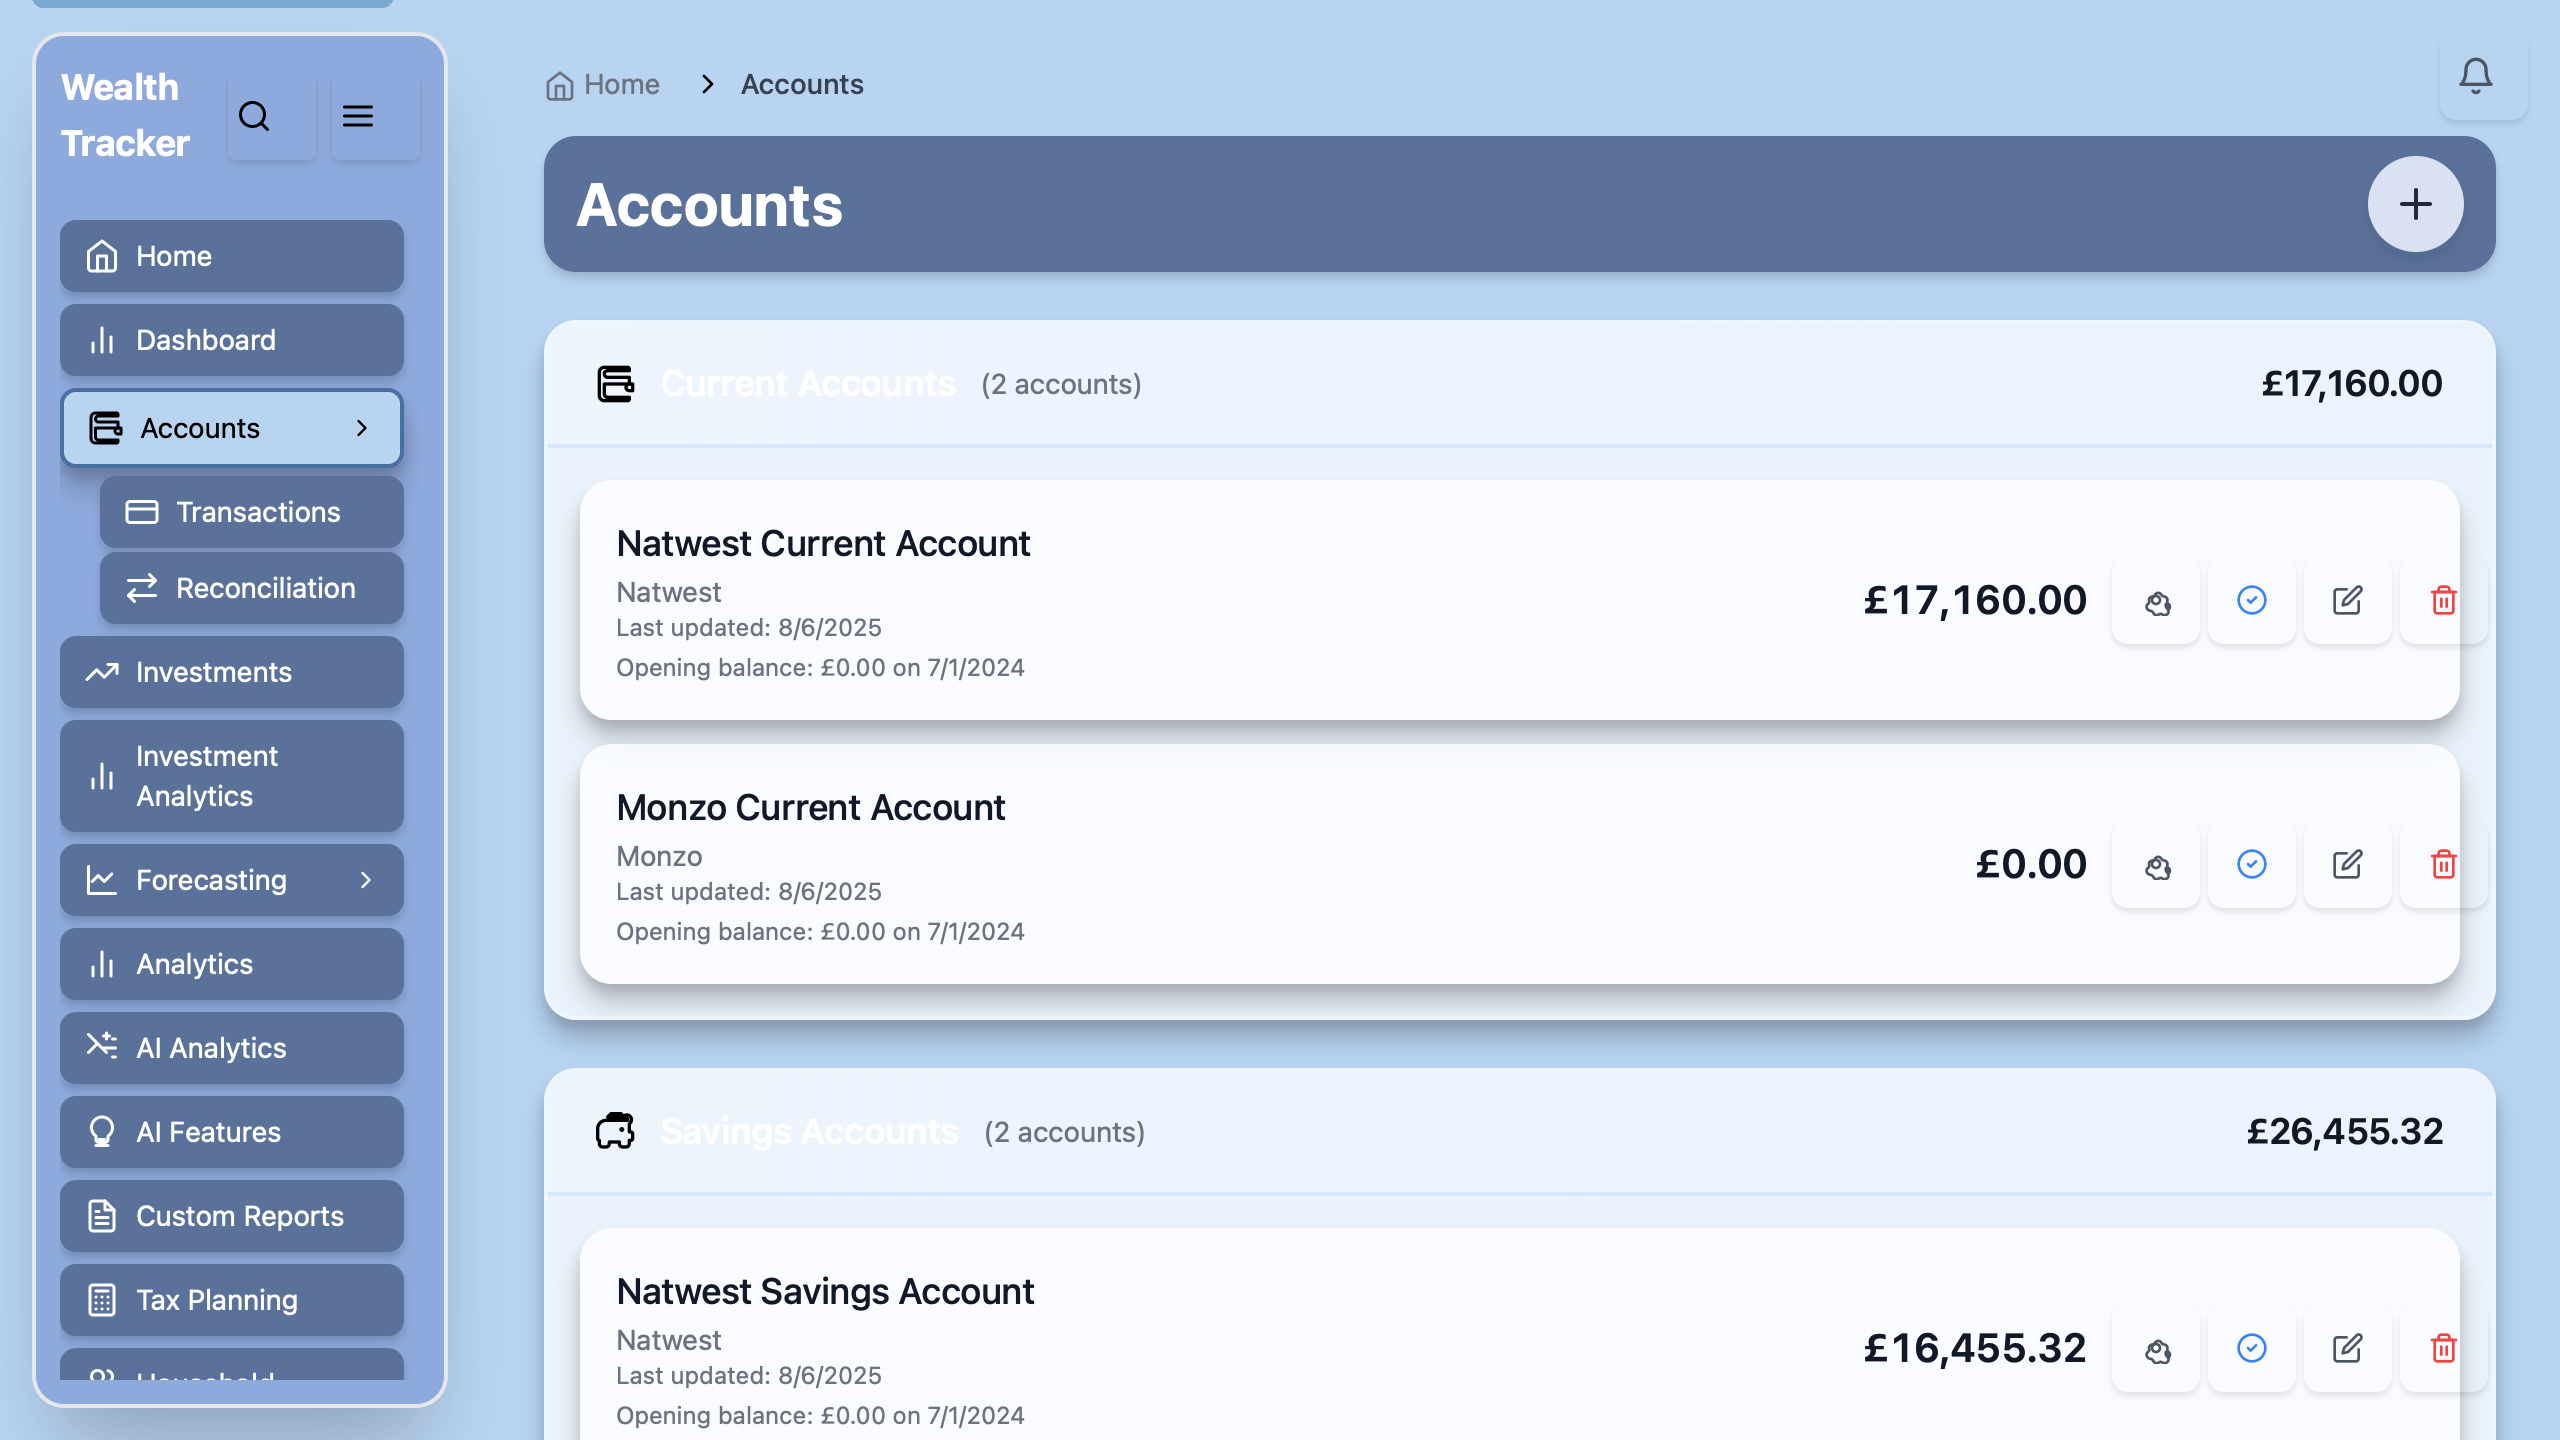 Wealth
Tracker
Home
Dashboard
Accounts
Transactions
Reconciliation
Investments
Investment
Analytics
Forecasting
Analytics
AI Analytics
AI Features
Custom Reports
Tax Planning
Household
Home > Accounts
Accounts
Current Accounts (2 accounts) £17,160.00
Natwest Current Account
Natwest
Last updated: 8/6/2025
Opening balance: £0.00 on 7/1/2024
£17,160.00
Monzo Current Account
Monzo
Last updated: 8/6/2025
Opening balance: £0.00 on 7/1/2024
£0.00
Savings Accounts (2 accounts) £26,455.32
Natwest Savings Account
Natwest
Last updated: 8/6/2025
Opening balance: £0.00 on 7/1/2024
£16,455.32